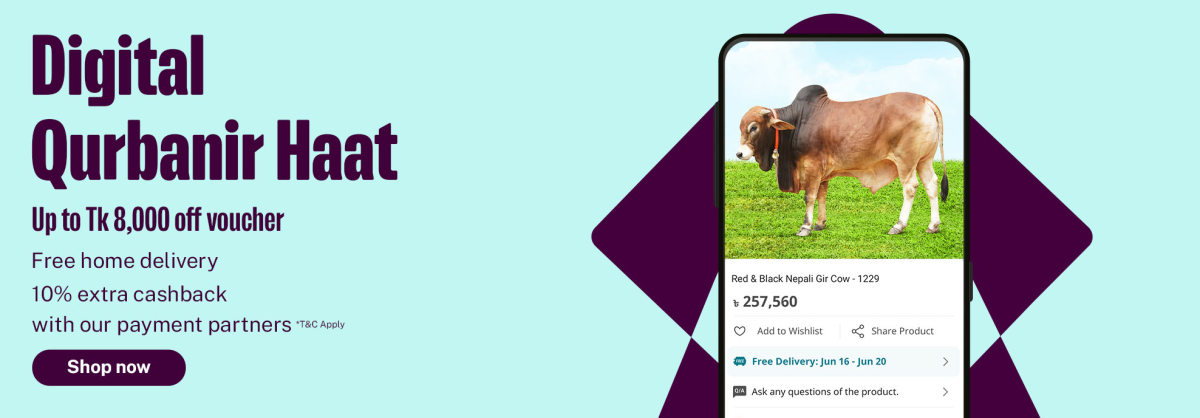 Digital
Qurbanir Haat
Up to Tk 8,000 off voucher
Free home delivery
10% extra cashback
with our payment partners *T&C Apply
Shop now
Red & Black Nepali Gir Cow - 1229
৳ 257,560
Add to Wishlist
Share Product
Free Delivery: Jun 16 - Jun 20
Q/A Ask any questions of the product.